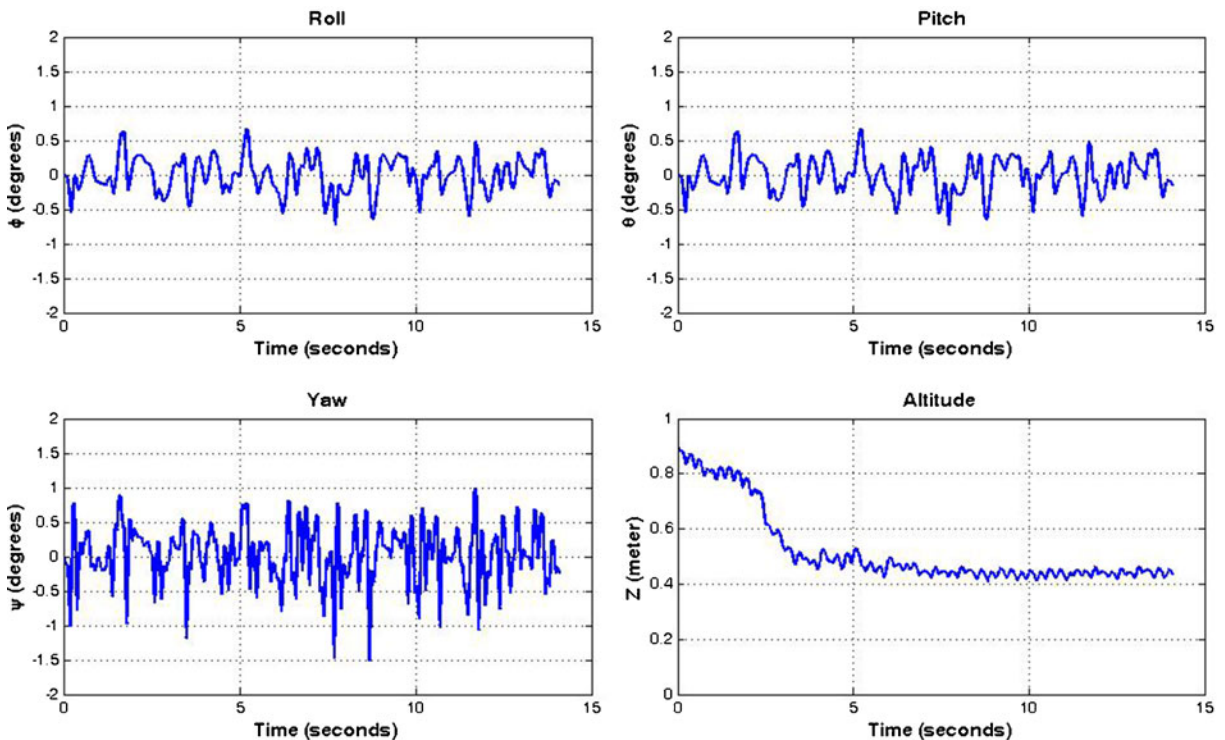 Roll
2
1.5
1
0.5
0
-0.5
-1
-1.5
-2
ϕ (degrees)
0 5 10 15
Time (seconds)
Pitch
2
1.5
1
0.5
0
-0.5
-1
-1.5
-2
θ (degrees)
0 5 10 15
Time (seconds)
Yaw
2
1.5
1
0.5
0
-0.5
-1
-1.5
-2
ψ (degrees)
0 5 10 15
Time (seconds)
Altitude
1
0.8
0.6
0.4
0.2
0
Z (meter)
0 5 10 15
Time (seconds)